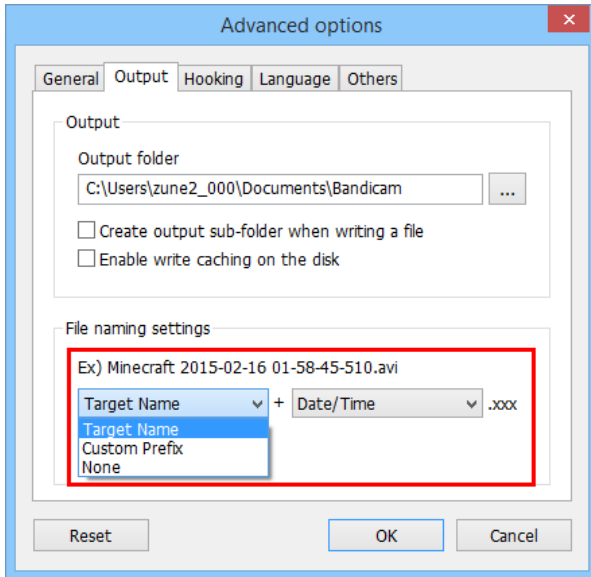 Advanced options
General Output Hooking Language Others
Output
Output folder
C:\Users\zune2_000\Documents\Bandicam ...
Create output sub-folder when writing a file
Enable write caching on the disk
File naming settings
Ex) Minecraft 2015-02-16 01-58-45-510.avi
Target Name + Date/Time .xxx
Target Name
Custom Prefix
None
Reset OK Cancel